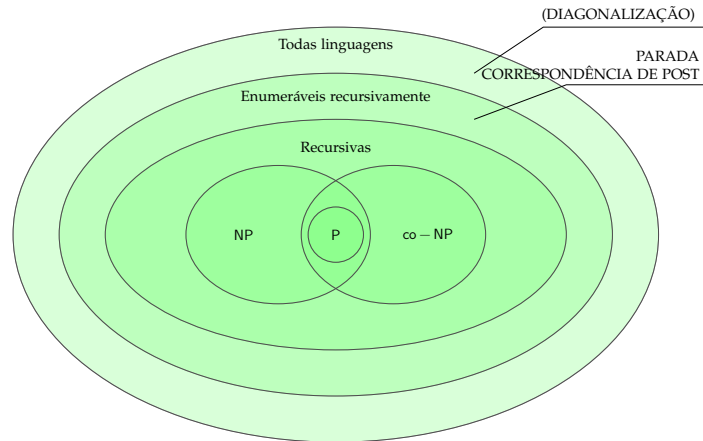 (DIAGONALIZAÇÃO)
Todas linguagens
PARADA
CORRESPONDÊNCIA DE POST
Enumeráveis recursivamente
Recursivas
NP
P
co − NP